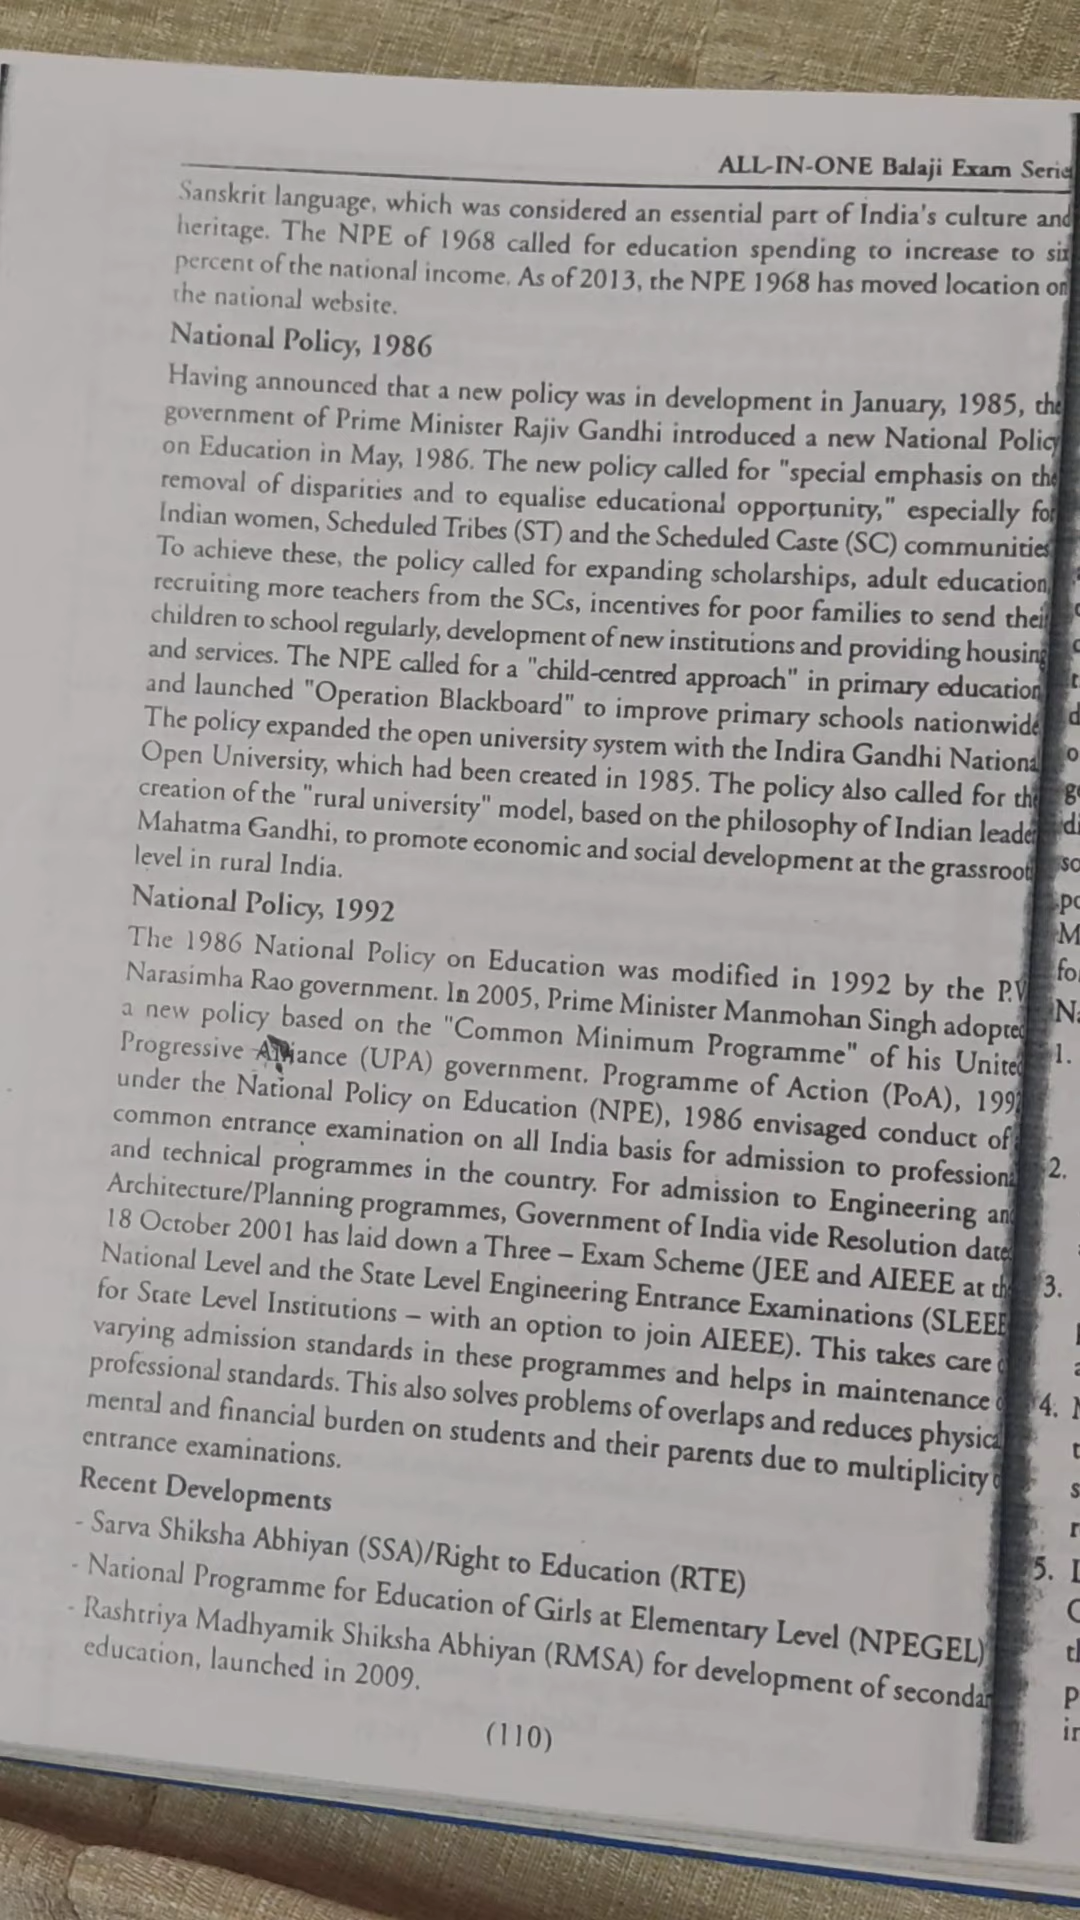 ALL-IN-ONE Balaji Exam
Sanskrit language, which was considered an essential part of India's culture and
heritage. The NPE of 1968 called for education spending to increase to six
percent of the national income. As of 2013, the NPE 1968 has moved location on
the national website.
National Policy, 1986
Having announced that a new policy was in development in January, 1985, the
government of Prime Minister Rajiv Gandhi introduced a new National Policy
on Education in May, 1986. The new policy called for "special emphasis on the
removal of disparities and to equalise educational opportunity," especially for
Indian women, Scheduled Tribes (ST) and the Scheduled Caste (SC) communities
To achieve these, the policy called for expanding scholarships, adult education,
recruiting more teachers from the SCs, incentives for poor families to send their
children to school regularly, development of new institutions and providing housing
and services. The NPE called for a "child-centred approach" in primary education
and launched "Operation Blackboard" to improve primary schools nationwide
The policy expanded the open university system with the Indira Gandhi National
Open University, which had been created in 1985. The policy also called for the
creation of the "rural university" model, based on the philosophy of Indian leade
Mahatma Gandhi, to promote economic and social development at the grassroot
level in rural India.
National Policy, 1992
The 1986 National Policy on Education was modified in 1992 by the P.V
Narasimha Rao government. In 2005, Prime Minister Manmohan Singh adopted
a new policy based on the "Common Minimum Programme" of his United
Progressive Alliance (UPA) government. Programme of Action (PoA), 1992
under the National Policy on Education (NPE), 1986 envisaged conduct of
common entrance examination on all India basis for admission to professiona
and technical programmes in the country. For admission to Engineering and
Architecture/Planning programmes, Government of India vide Resolution date
18 October 2001 has laid down a Three – Exam Scheme (JEE and AIEEE at th
National Level and the State Level Engineering Entrance Examinations (SLEEE
for State Level Institutions – with an option to join AIEEE). This takes care
varying admission standards in these programmes and helps in maintenance
professional standards. This also solves problems of overlaps and reduces physica
mental and financial burden on students and their parents due to multiplicity
entrance examinations.
Recent Developments
- Sarva Shiksha Abhiyan (SSA)/Right to Education (RTE)
- National Programme for Education of Girls at Elementary Level (NPEGEL)
- Rashtriya Madhyamik Shiksha Abhiyan (RMSA) for development of secondar
education, launched in 2009.
(110)
1.
2.
3.
4.
5.